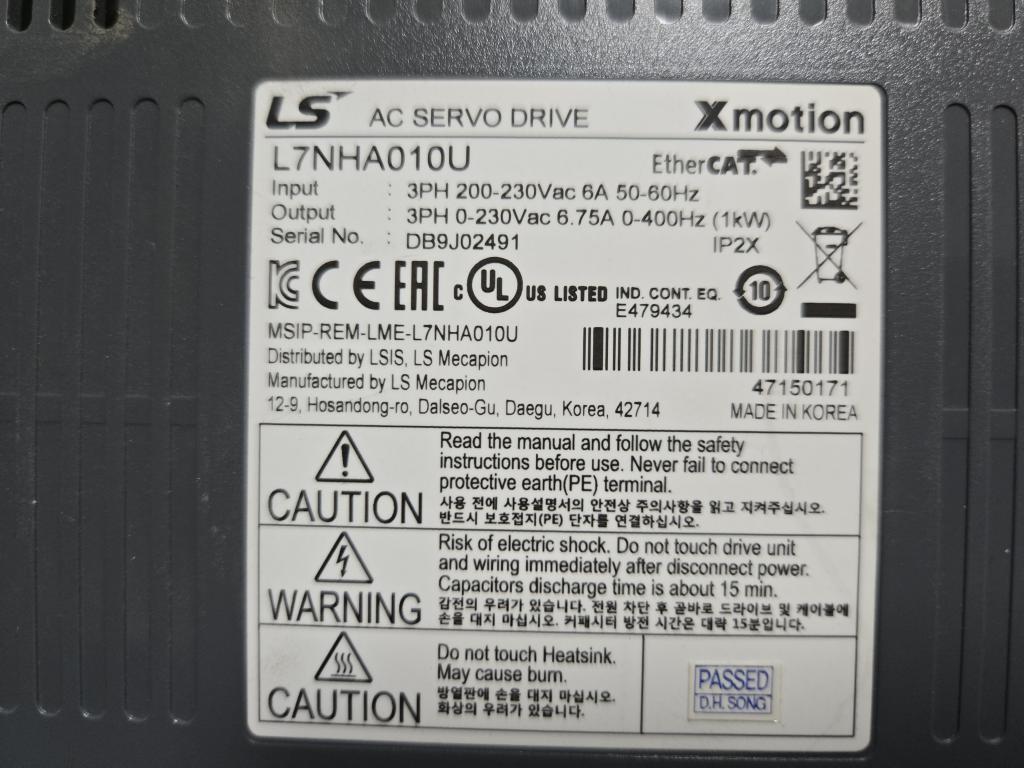 LS AC SERVO DRIVE Xmotion
L7NHA010U EtherCAT.
Input : 3PH 200-230Vac 6A 50-60Hz
Output : 3PH 0-230Vac 6.75A 0-400Hz (1kW)
Serial No. : DB9J02491 IP2X
KC CE EAC c UL US LISTED IND. CONT. EQ. 10
E479434
MSIP-REM-LME-L7NHA010U
Distributed by LSIS, LS Mecapion
Manufactured by LS Mecapion 47150171
12-9, Hosandong-ro, Dalseo-Gu, Daegu, Korea, 42714 MADE IN KOREA
CAUTION
Read the manual and follow the safety
instructions before use. Never fail to connect
protective earth(PE) terminal.
사용 전에 사용설명서의 안전상 주의사항을 읽고 지켜주십시오.
반드시 보호접지(PE) 단자를 연결하십시오.
WARNING
Risk of electric shock. Do not touch drive unit
and wiring immediately after disconnect power.
Capacitors discharge time is about 15 min.
감전의 우려가 있습니다. 전원 차단 후 곧바로 드라이브 및 케이블에
손을 대지 마십시오. 커패시터 방전 시간은 대략 15분입니다.
CAUTION
Do not touch Heatsink.
May cause burn.
방열판에 손을 대지 마십시오.
화상의 우려가 있습니다.
PASSED
D.H. SONG